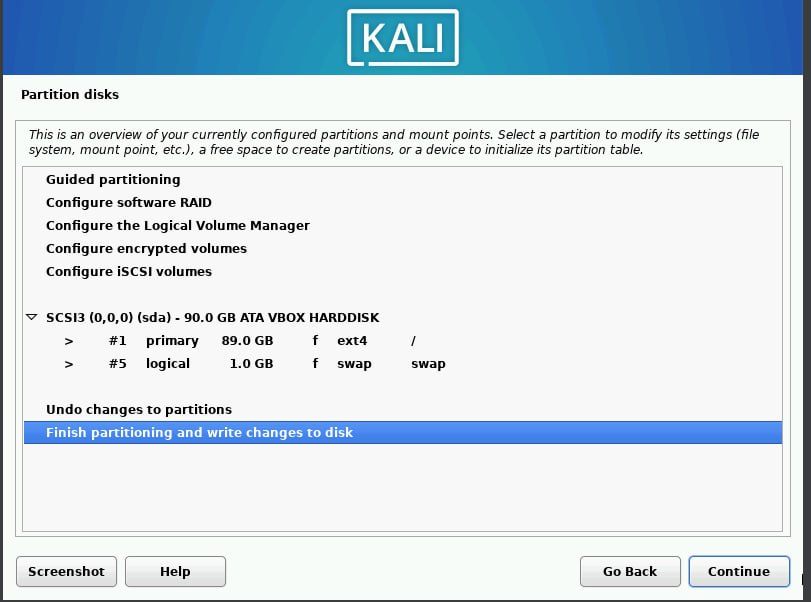 KALI
Partition disks
This is an overview of your currently configured partitions and mount points. Select a partition to modify its settings (file
system, mount point, etc.), a free space to create partitions, or a device to initialize its partition table.
Guided partitioning
Configure software RAID
Configure the Logical Volume Manager
Configure encrypted volumes
Configure iSCSI volumes
SCSI3 (0,0,0) (sda) - 90.0 GB ATA VBOX HARDDISK
> #1 primary 89.0 GB f ext4 /
> #5 logical 1.0 GB f swap swap
Undo changes to partitions
Finish partitioning and write changes to disk
Screenshot Help Go Back Continue